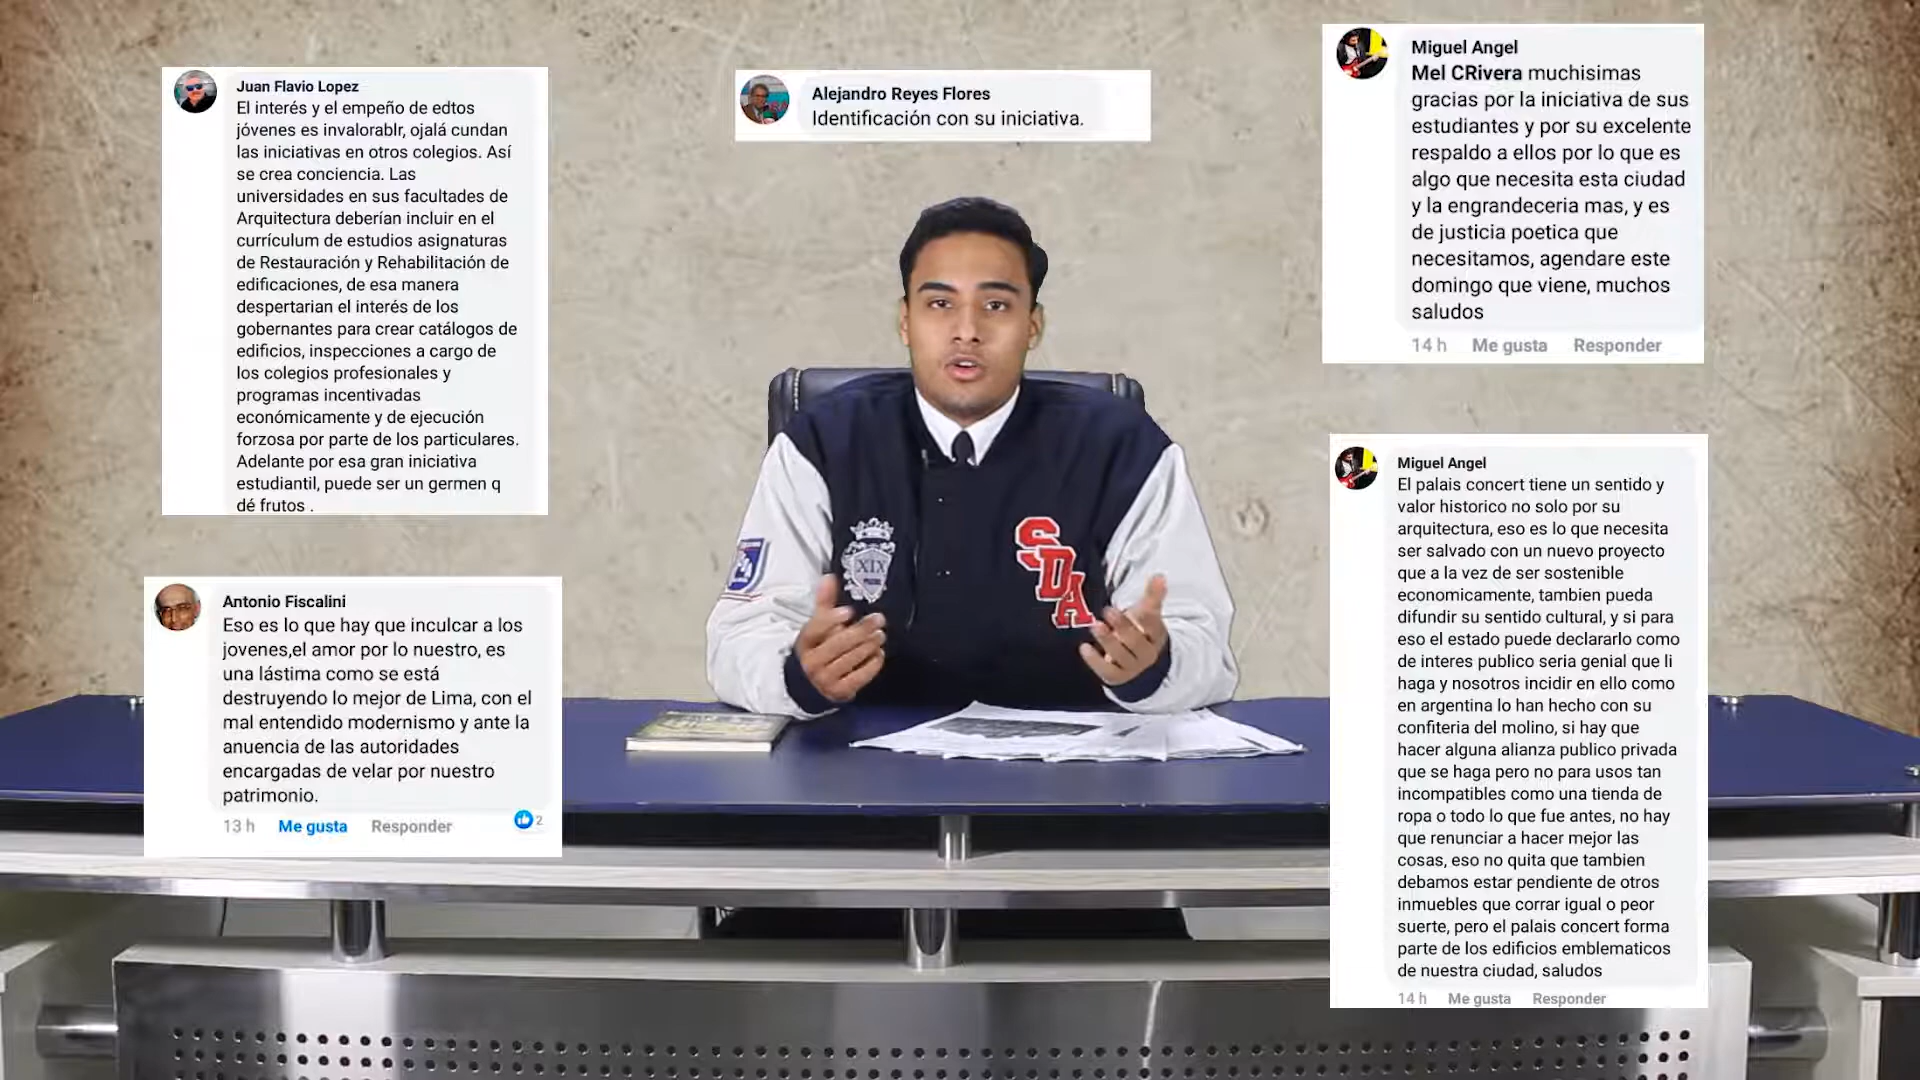 Juan Flavio Lopez
El interés y el empeño de edtos
jóvenes es invalorablr, ojalá cundan
las iniciativas en otros colegios. Así
se crea conciencia. Las
universidades en sus facultades de
Arquitectura deberían incluir en el
currículum de estudios asignaturas
de Restauración y Rehabilitación de
edificaciones, de esa manera
despertarian el interés de los
gobernantes para crear catálogos de
edificios, inspecciones a cargo de
los colegios profesionales y
programas incentivadas
económicamente y de ejecución
forzosa por parte de los particulares.
Adelante por esa gran iniciativa
estudiantil, puede ser un germen q
dé frutos .
Antonio Fiscalini
Eso es lo que hay que inculcar a los
jovenes,el amor por lo nuestro, es
una lástima como se está
destruyendo lo mejor de Lima, con el
mal entendido modernismo y ante la
anuencia de las autoridades
encargadas de velar por nuestro
patrimonio.
13 h Me gusta Responder 2
Alejandro Reyes Flores
Identificación con su iniciativa.
XIX
SDA
Miguel Angel
Mel CRivera muchisimas
gracias por la iniciativa de sus
estudiantes y por su excelente
respaldo a ellos por lo que es
algo que necesita esta ciudad
y la engrandeceria mas, y es
de justicia poetica que
necesitamos, agendare este
domingo que viene, muchos
saludos
14 h Me gusta Responder
Miguel Angel
El palais concert tiene un sentido y
valor historico no solo por su
arquitectura, eso es lo que necesita
ser salvado con un nuevo proyecto
que a la vez de ser sostenible
economicamente, tambien pueda
difundir su sentido cultural, y si para
eso el estado puede declararlo como
de interes publico seria genial que li
haga y nosotros incidir en ello como
en argentina lo han hecho con su
confiteria del molino, si hay que
hacer alguna alianza publico privada
que se haga pero no para usos tan
incompatibles como una tienda de
ropa o todo lo que fue antes, no hay
que renunciar a hacer mejor las
cosas, eso no quita que tambien
debamos estar pendiente de otros
inmuebles que corrar igual o peor
suerte, pero el palais concert forma
parte de los edificios emblematicos
de nuestra ciudad, saludos
14 h Me gusta Responder